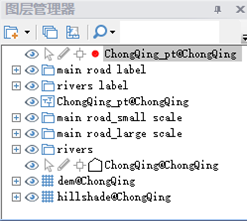 图层管理器
ChongQing_pt@ChongQing
main road label
rivers label
ChongQing_pt@ChongQing
main road_small scale
main road_large scale
rivers
ChongQing@ChongQing
dem@ChongQing
hillshade@ChongQing